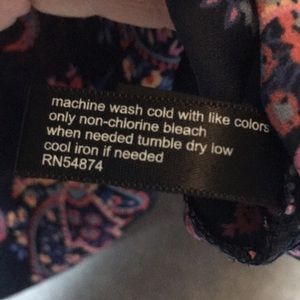 machine wash cold with like colors
only non-chlorine bleach
when needed tumble dry low
cool iron if needed
RN54874